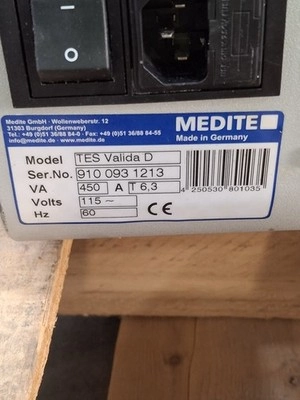 I
O
Medite GmbH · Wollenweberstr. 12
31303 Burgdorf (Germany)
Tel. +49 (0)51 36/88 84-0 · Fax +49 (0)51 36/88 84-55
info@medite.de www.medite.de
MEDITE
Made in Germany
Model TES Valida D
Ser.No. 910 093 1213
VA 450 A T 6,3
Volts 115 ~
Hz 60
CE
4 250530 801035